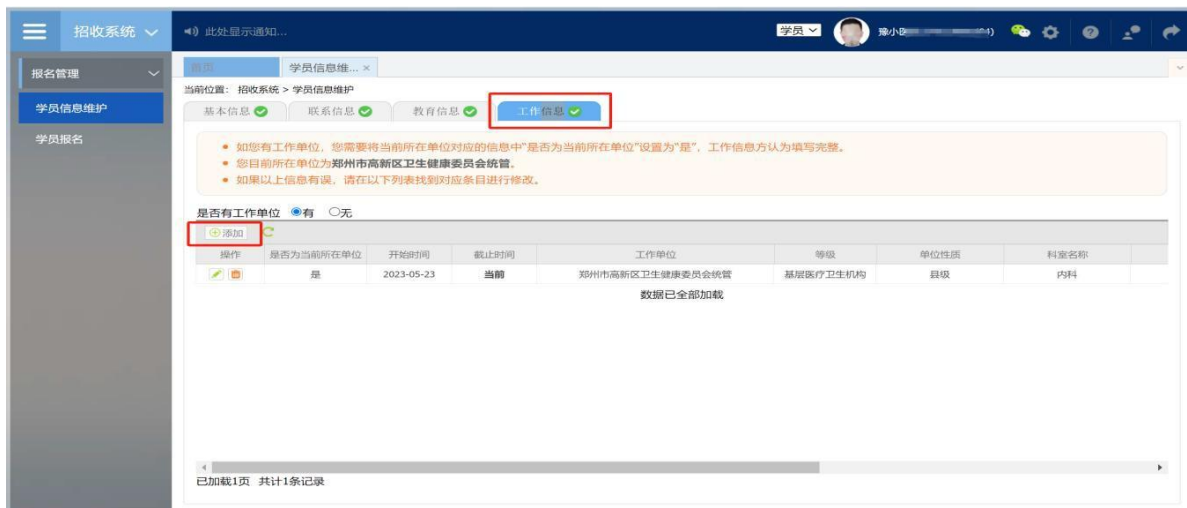 招收系统
此处显示通知...
学员
豫小
报名管理
首页
学员信息维... ×
学员信息维护
学员报名
当前位置: 招收系统 > 学员信息维护
基本信息
联系信息
教育信息
工作信息
如您有工作单位，您需要将当前所在单位对应的信息中"是否为当前所在单位"设置为"是"，工作信息方认为填写完整。
您目前所在单位为郑州市高新区卫生健康委员会统管。
如果以上信息有误，请在以下列表找到对应条目进行修改。
是否有工作单位 有 无
添加
操作 是否为当前所在单位 开始时间 截止时间 工作单位 等级 单位性质 科室名称
是 2023-05-23 当前 郑州市高新区卫生健康委员会统管 基层医疗卫生机构 县级 内科
数据已全部加载
已加载1页 共计1条记录